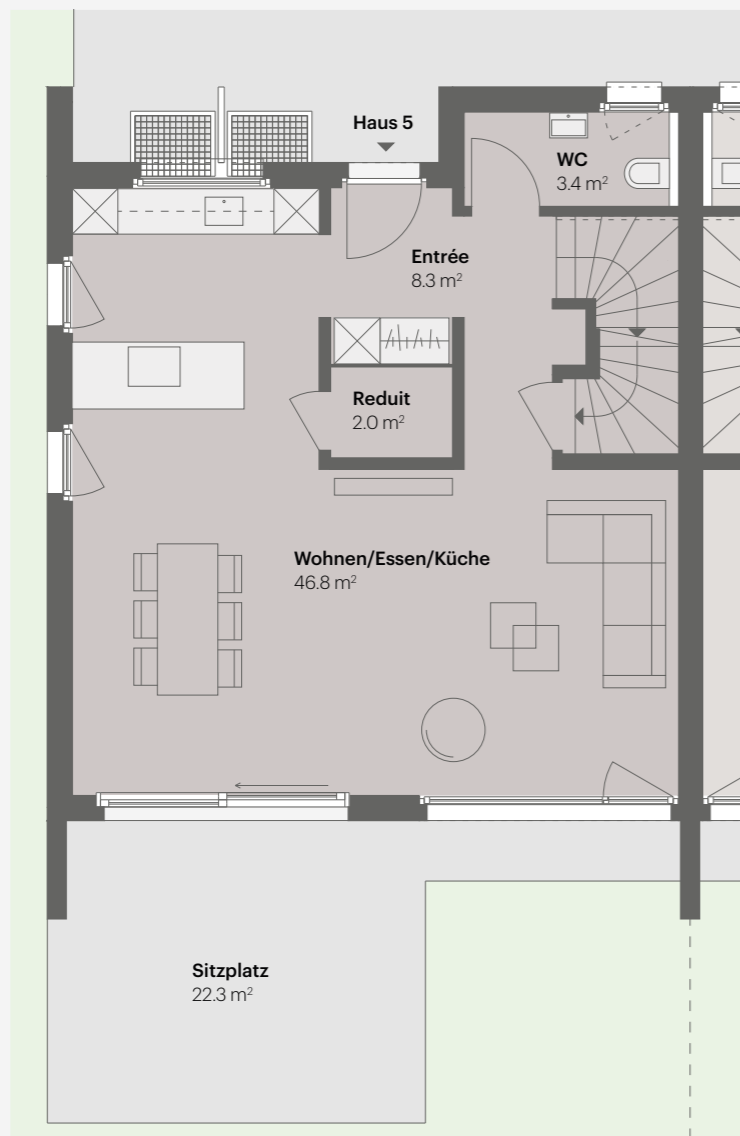 Haus 5
WC
3.4 m²
Entrée
8.3 m²
Reduit
2.0 m²
Wohnen/Essen/Küche
46.8 m²
Sitzplatz
22.3 m²